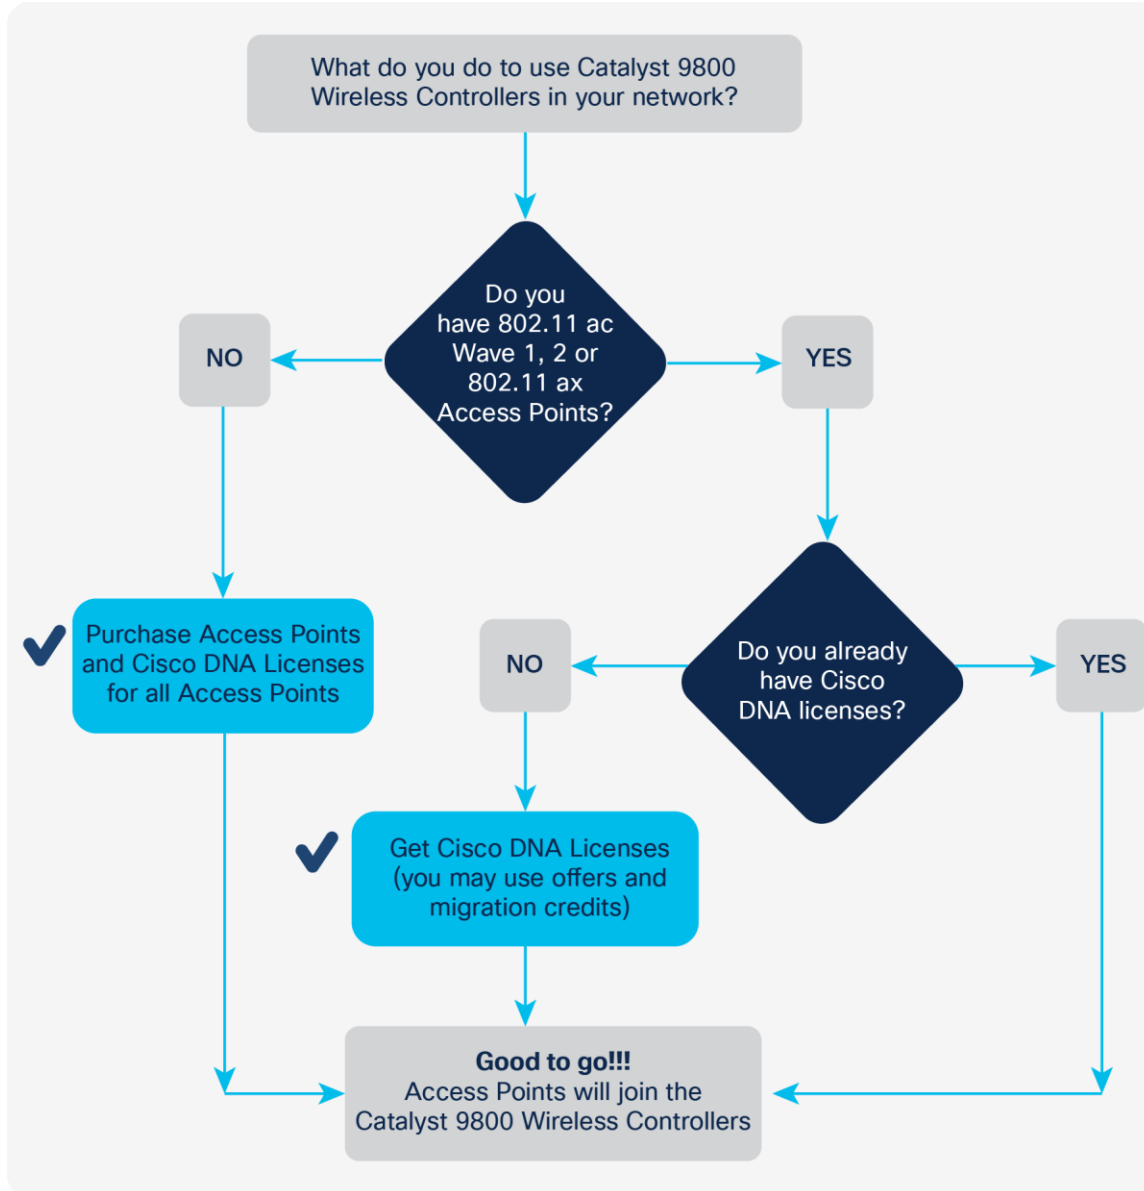 What do you do to use Catalyst 9800
Wireless Controllers in your network?
Do you
have 802.11 ac
Wave 1, 2 or
802.11 ax
Access Points?
NO
YES
Purchase Access Points
and Cisco DNA Licenses
for all Access Points
NO
Do you already
have Cisco
DNA licenses?
YES
Get Cisco DNA Licenses
(you may use offers and
migration credits)
Good to go!!!
Access Points will join the
Catalyst 9800 Wireless Controllers